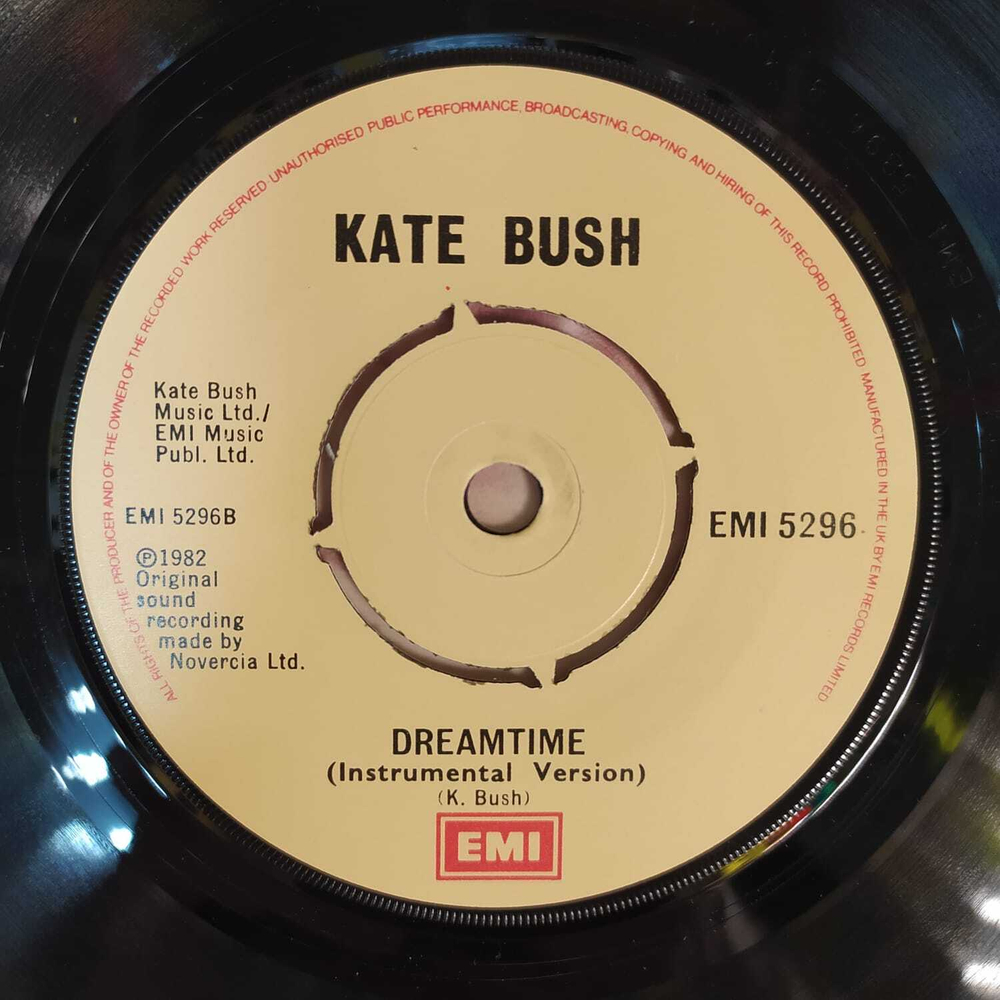 ALL RIGHTS OF THE PRODUCER AND OF THE OWNER OF THE RECORDED WORK RESERVED UNAUTHORISED PUBLIC PERFORMANCE, BROADCASTING, COPYING AND HIRING OF THIS RECORD PROHIBITED MANUFACTURED IN THE UK BY EMI RECORDS LIMITED
KATE BUSH
Kate Bush
Music Ltd./
EMI Music
Publ. Ltd.
EMI 5296B
EMI 5296
℗1982
Original
sound
recording
made by
Novercia Ltd.
DREAMTIME
(Instrumental Version)
(K. Bush)
EMI